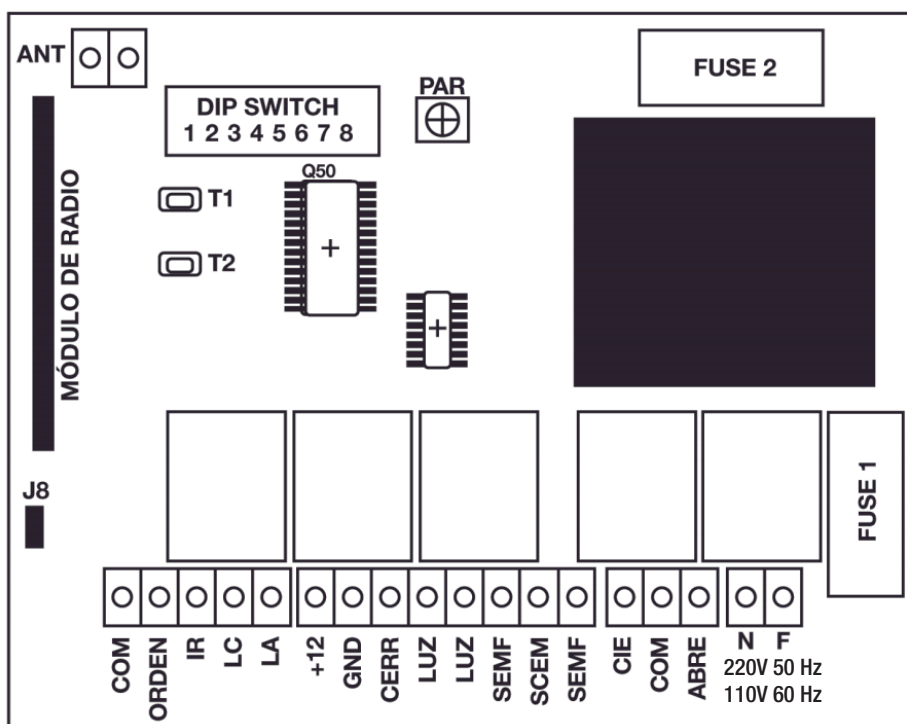 ANT
FUSE 2
PAR
DIP SWITCH
1 2 3 4 5 6 7 8
Q50
T1
T2
MÓDULO DE RADIO
J8
FUSE 1
COM
ORDEN
IR
LC
LA
+12
GND
CERR
LUZ
LUZ
SEMF
SCEM
SEMF
CIE
COM
ABRE
N F
220V 50 Hz
110V 60 Hz